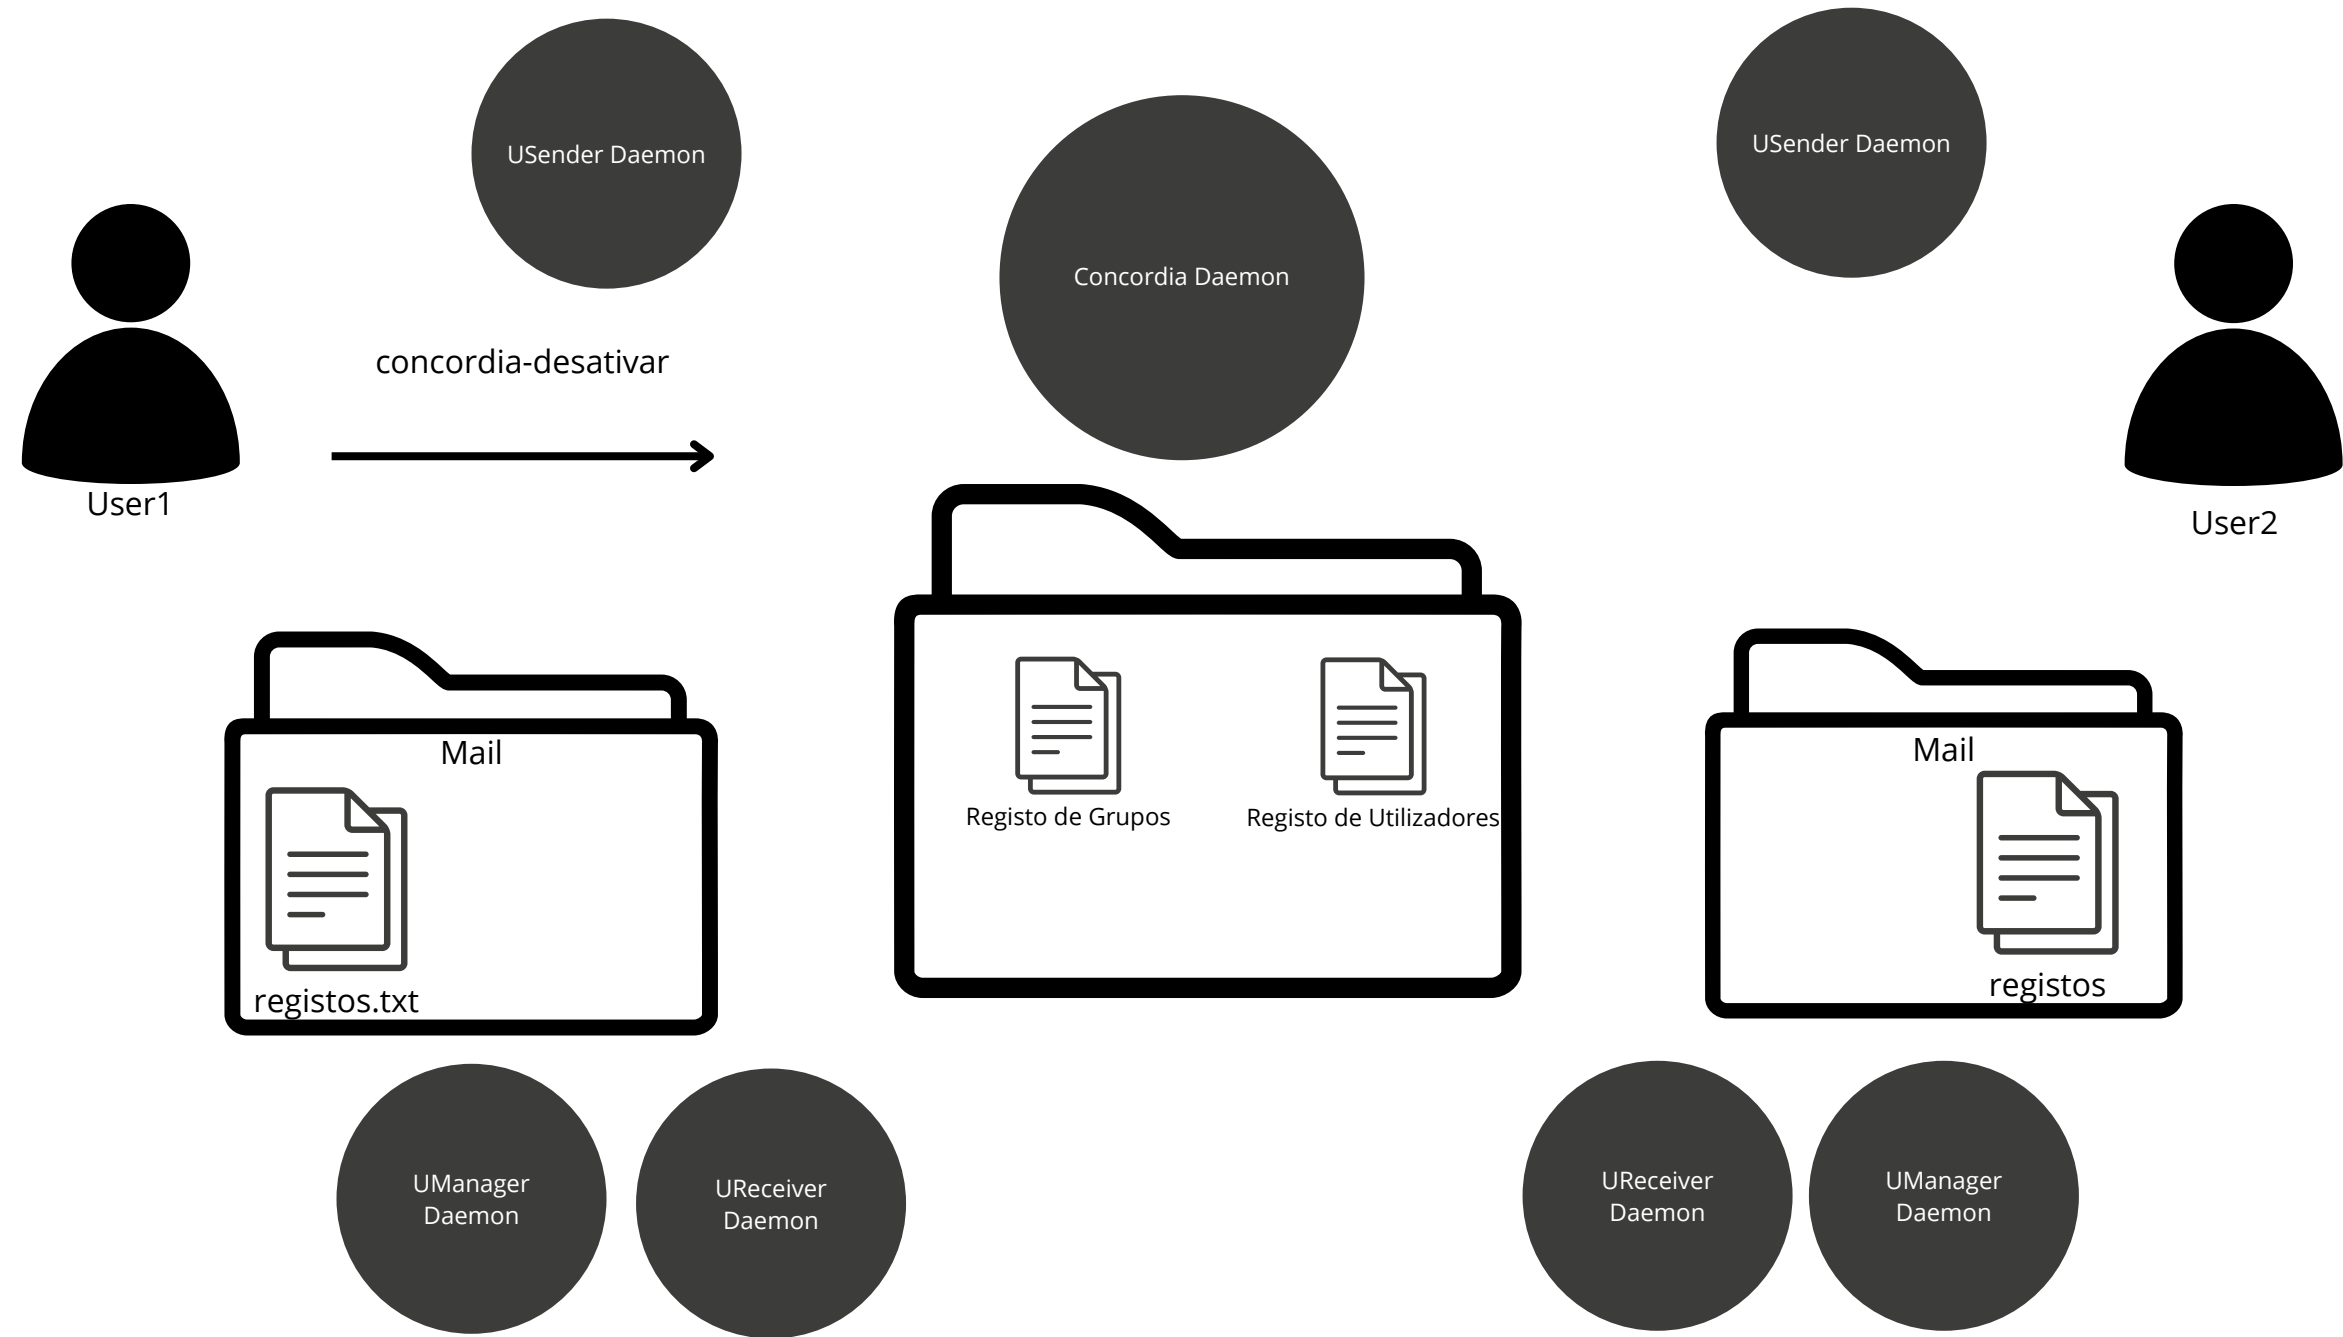 USender Daemon
USender Daemon
Concordia Daemon
concordia-desativar
User1
User2
Mail
Mail
Registo de Grupos
Registo de Utilizadores
registos.txt
registos
UManager
Daemon
UReceiver
Daemon
UReceiver
Daemon
UManager
Daemon